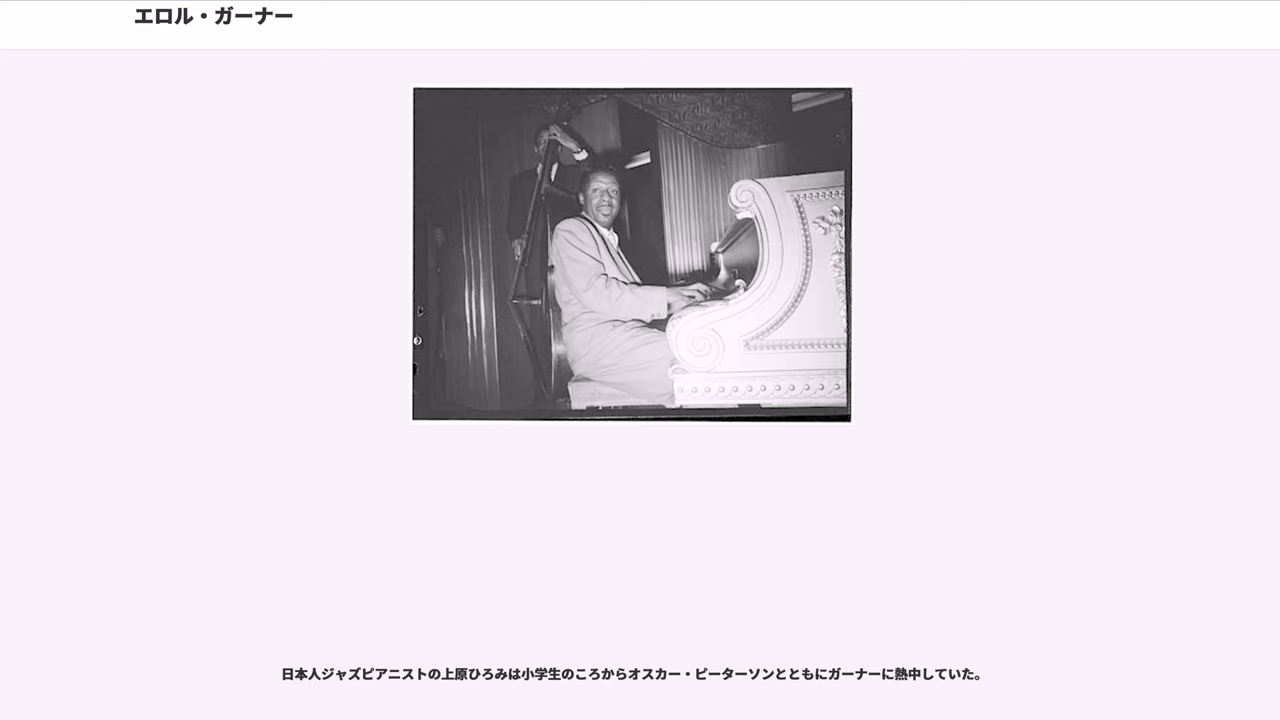 エロル・ガーナー
日本人ジャズピアニストの上原ひろみは小学生のころからオスカー・ピーターソンとともにガーナーに熱中していた。